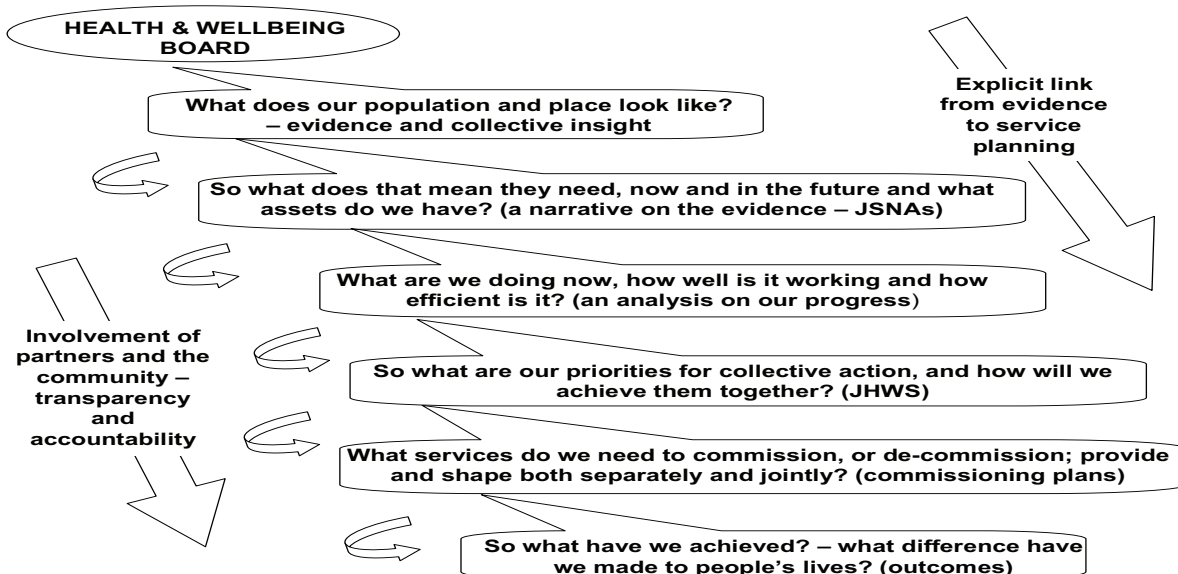 HEALTH & WELLBEING
BOARD
What does our population and place look like?
– evidence and collective insight
Explicit link
from evidence
to service
planning
So what does that mean they need, now and in the future and what
assets do we have? (a narrative on the evidence – JSNAs)
What are we doing now, how well is it working and how
efficient is it? (an analysis on our progress)
Involvement of
partners and the
community –
transparency
and
accountability
So what are our priorities for collective action, and how will we
achieve them together? (JHWS)
What services do we need to commission, or de-commission; provide
and shape both separately and jointly? (commissioning plans)
So what have we achieved? – what difference have
we made to people’s lives? (outcomes)